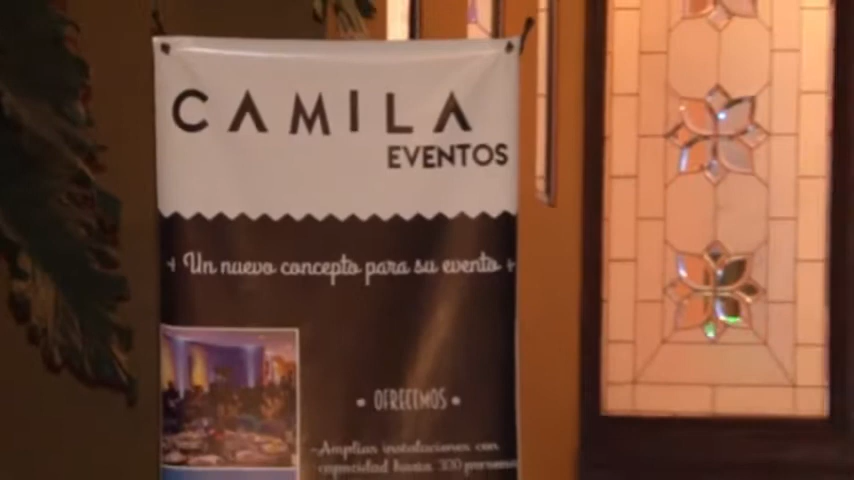 CAMILA
EVENTOS
Un nuevo concepto para su evento
• OFRECEMOS •
-Amplias instalaciones con
capacidad hasta 300 personas